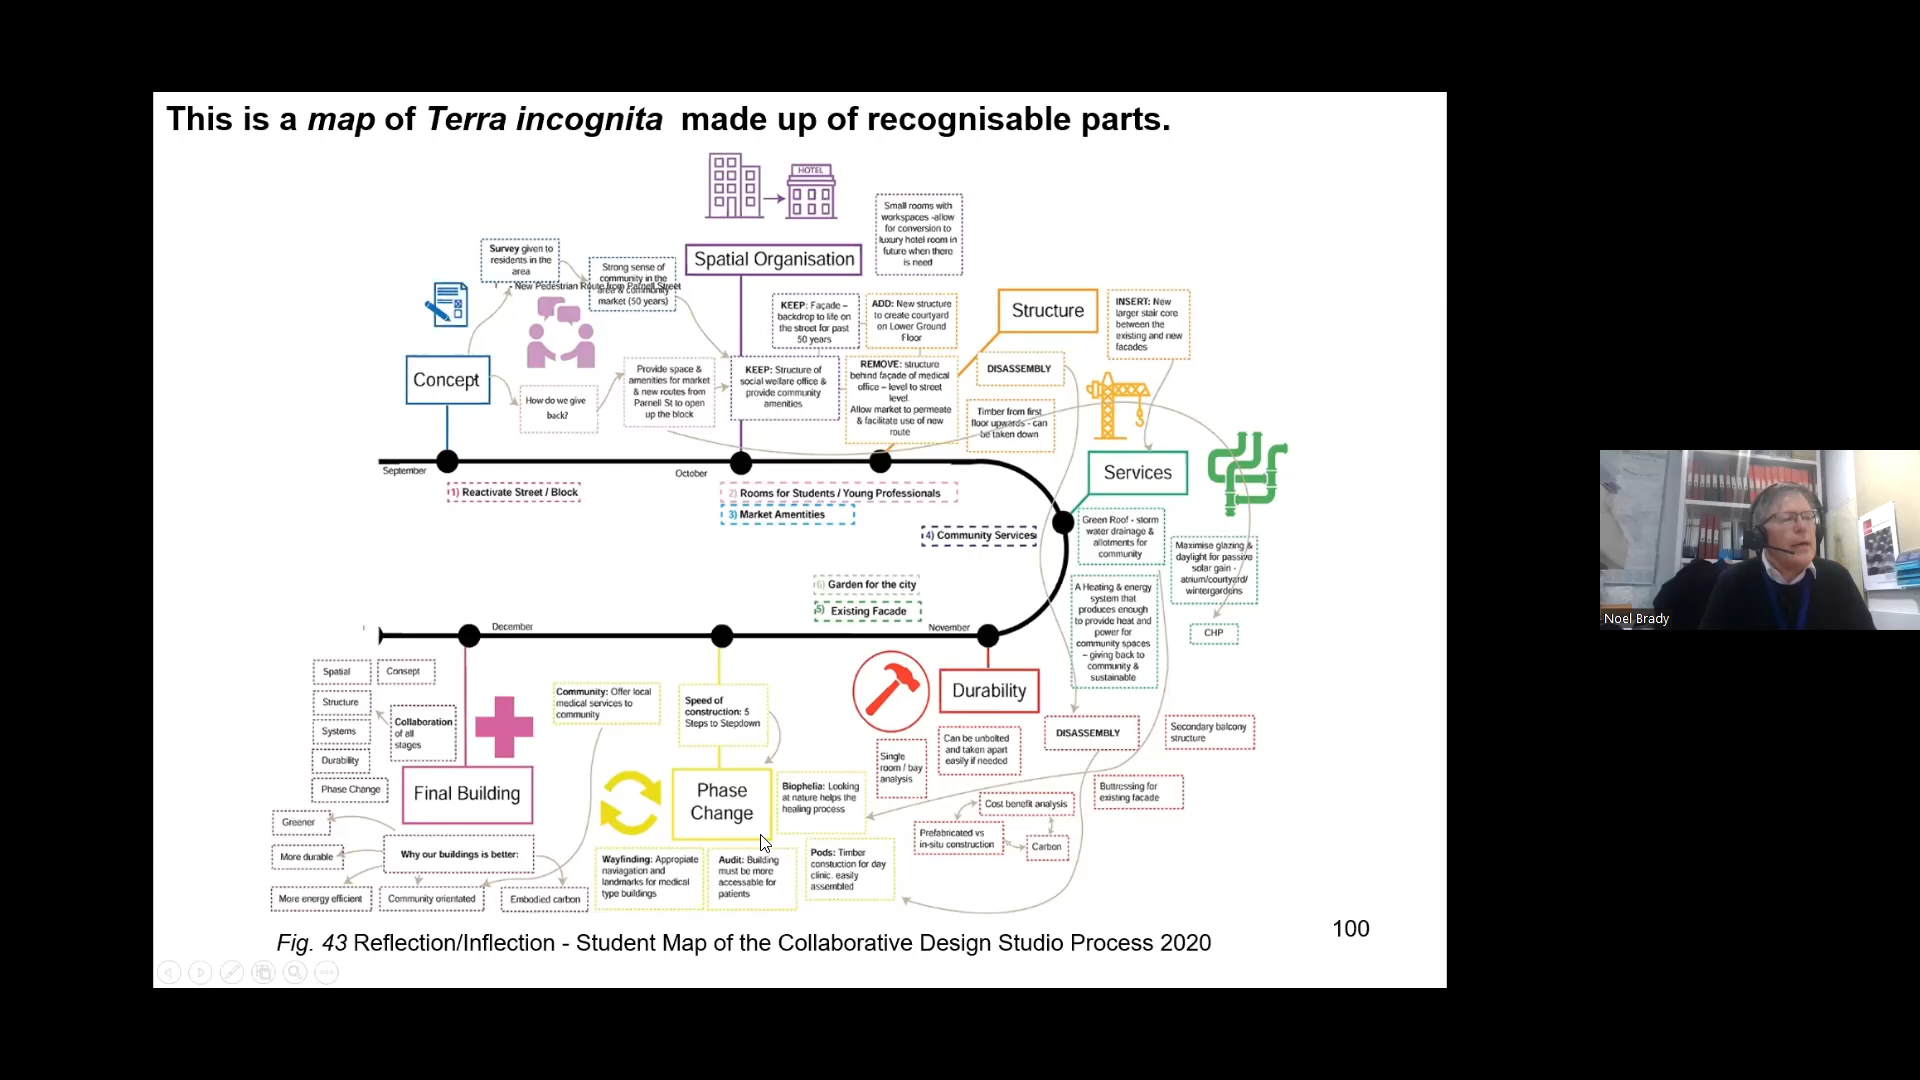 This is a map of Terra incognita made up of recognisable parts.
HOTEL
Small rooms with
workspaces -allow
for conversion to
luxury hotel room in
future when there
is need
Spatial Organisation
Survey given to
residents in the
area
Strong sense of
community in the
area & community
market (50 years)
- New Pedestrian Route from Parnell Street
KEEP: Façade –
backdrop to life on
the street for past
50 years
ADD: New structure
to create courtyard
on Lower Ground
Floor
Structure
INSERT: New
larger stair core
between the
existing and new
facades
Concept
How do we give
back?
Provide space &
amenities for market
& new routes from
Parnell St to open
up the block
KEEP: Structure of
social welfare office &
provide community
amenities
REMOVE: structure
behind façade of medical
office – level to street
level.
Allow market to permeate
& facilitate use of new
route
DISASSEMBLY
Timber from first
floor upwards - can
be taken down
Services
September
October
1) Reactivate Street / Block
2) Rooms for Students / Young Professionals
3) Market Amentities
4) Community Services
Green Roof - storm
water drainage &
allotments for
community
Maximise glazing &
daylight for passive
solar gain -
atrium/courtyard/
wintergardens
A Heating & energy
system that
produces enough
to provide heat and
power for
community spaces
– giving back to
community &
sustainable
CHP
6) Garden for the city
5) Existing Facade
December
November
Spatial
Concept
Structure
Systems
Durability
Phase Change
Collaboration
of all
stages
Final Building
Community: Offer local
medical services to
community
Speed of
construction: 5
Steps to Stepdown
Phase
Change
Biophelia: Looking
at nature helps the
healing process
Durability
Single
room / bay
analysis
Can be unbolted
and taken apart
easily if needed
DISASSEMBLY
Secondary balcony
structure
Buttressing for
existing facade
Cost benefit analysis
Prefabricated vs
in-situ construction
Carbon
Greener
More durable
More energy efficient
Why our buildings is better:
Community orientated
Embodied carbon
Wayfinding: Appropiate
naviagation and
landmarks for medical
type buildings
Audit: Building
must be more
accessable for
patients
Pods: Timber
constuction for day
clinic. easily
assembled
100
Fig. 43 Reflection/Inflection - Student Map of the Collaborative Design Studio Process 2020
Noel Brady